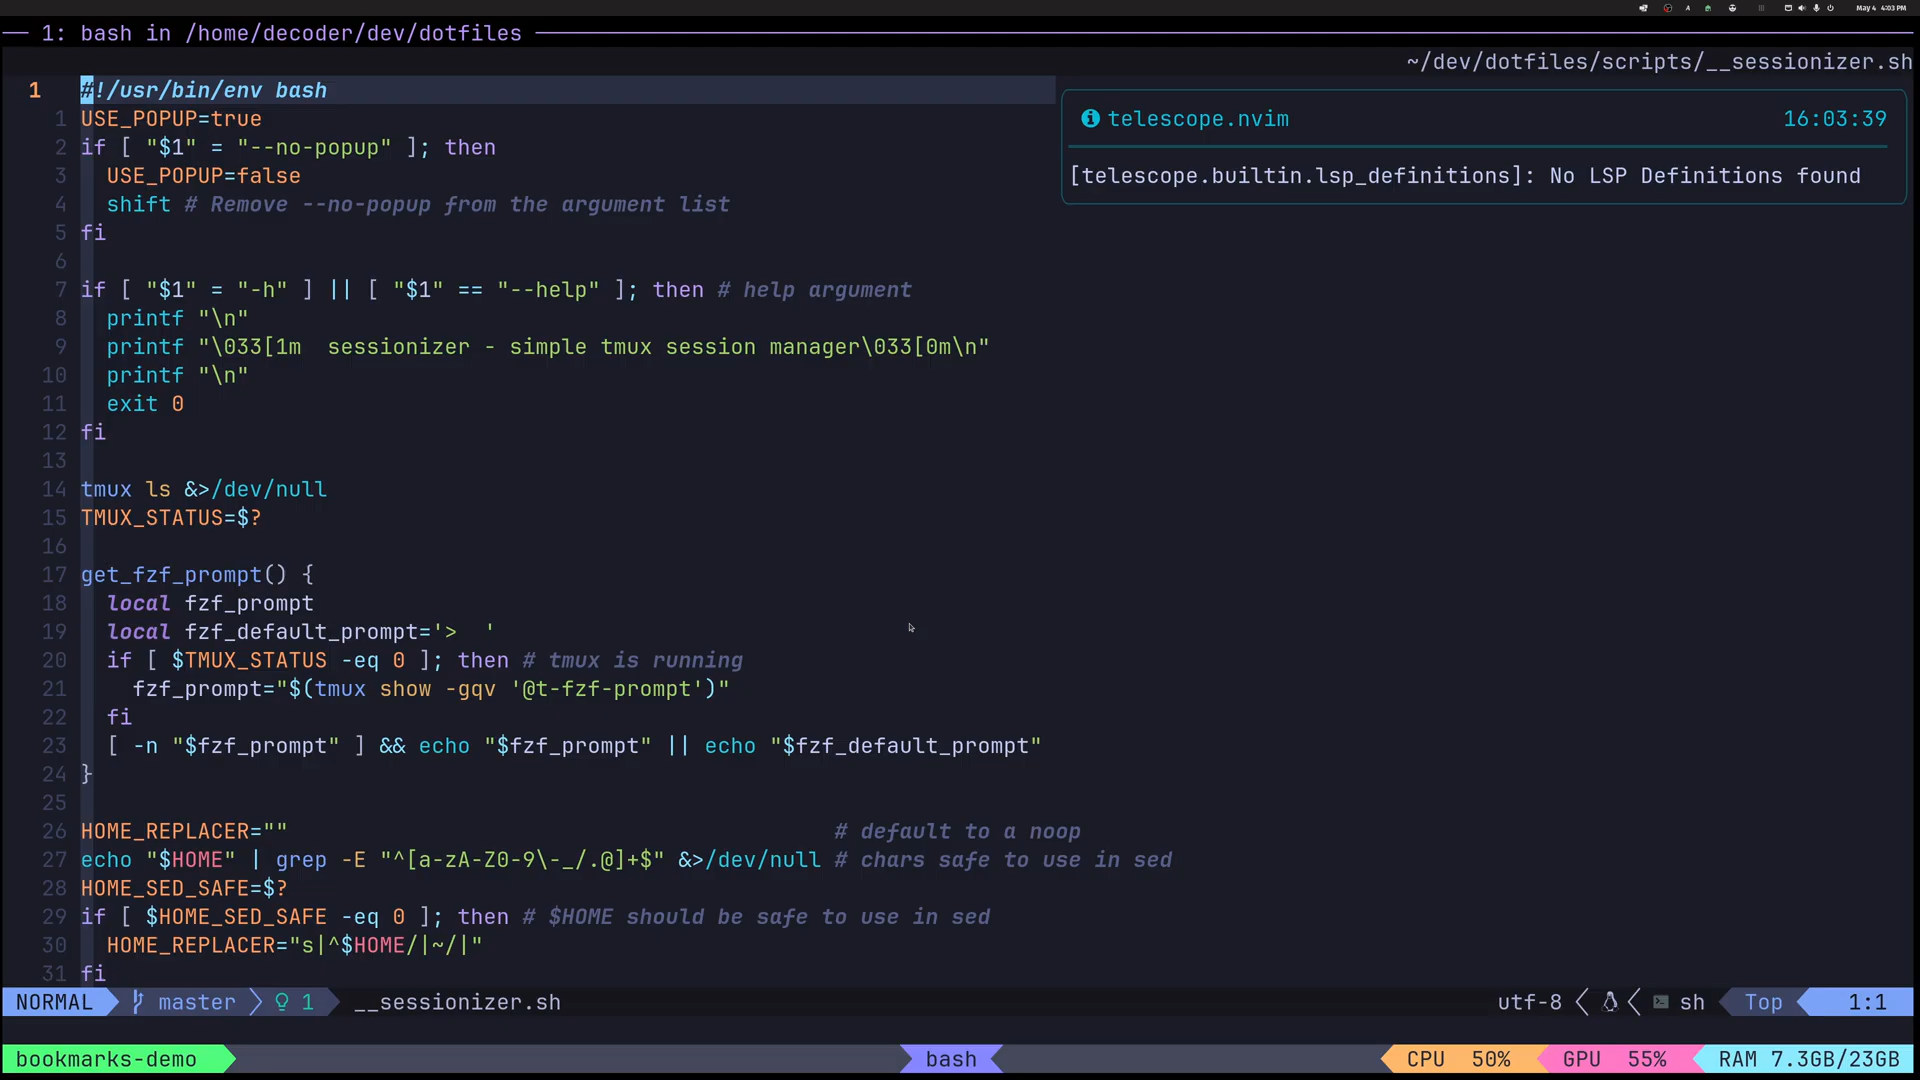 May 4 4:03 PM
1: bash in /home/decoder/dev/dotfiles
~/dev/dotfiles/scripts/__sessionizer.sh
1 #!/usr/bin/env bash
1 USE_POPUP=true
2 if [ "$1" = "--no-popup" ]; then
3   USE_POPUP=false
4   shift # Remove --no-popup from the argument list
5 fi
6
7 if [ "$1" = "-h" ] || [ "$1" == "--help" ]; then # help argument
8   printf "\n"
9   printf "\033[1m  sessionizer - simple tmux session manager\033[0m\n"
10   printf "\n"
11   exit 0
12 fi
13
14 tmux ls &>/dev/null
15 TMUX_STATUS=$?
16
17 get_fzf_prompt() {
18   local fzf_prompt
19   local fzf_default_prompt='>  '
20   if [ $TMUX_STATUS -eq 0 ]; then # tmux is running
21     fzf_prompt="$(tmux show -gqv '@t-fzf-prompt')"
22   fi
23   [ -n "$fzf_prompt" ] && echo "$fzf_prompt" || echo "$fzf_default_prompt"
24 }
25
26 HOME_REPLACER=""                                          # default to a noop
27 echo "$HOME" | grep -E "^[a-zA-Z0-9\-_/.@]+$" &>/dev/null # chars safe to use in sed
28 HOME_SED_SAFE=$?
29 if [ $HOME_SED_SAFE -eq 0 ]; then # $HOME should be safe to use in sed
30   HOME_REPLACER="s|^$HOME/|~/|"
31 fi
telescope.nvim 16:03:39
[telescope.builtin.lsp_definitions]: No LSP Definitions found
NORMAL master 1 __sessionizer.sh utf-8 sh Top 1:1
bookmarks-demo bash CPU 50% GPU 55% RAM 7.3GB/23GB